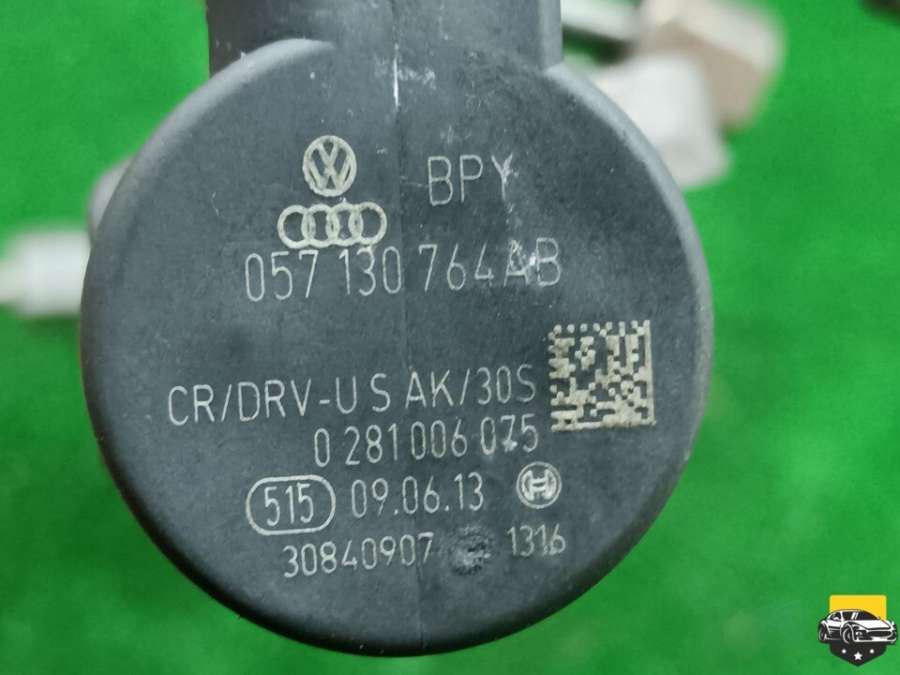 BPY
057 130 764AB
CR/DRV-U S AK/30S
0 281 006 075
515 09.06.13
30840907 1316